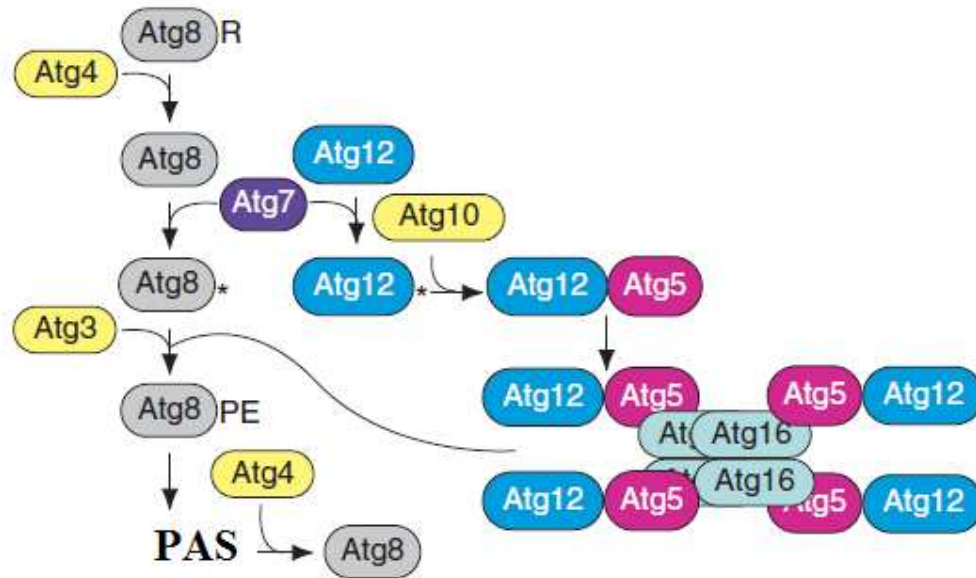 Atg8 R
Atg4
Atg8 Atg12
Atg7 Atg10
Atg8 * Atg12 * Atg12 Atg5
Atg3
Atg8 PE Atg12 Atg5 Atg5 Atg12
Atg16
Atg4 Atg16
Atg12 Atg5 Atg5 Atg12
PAS Atg8